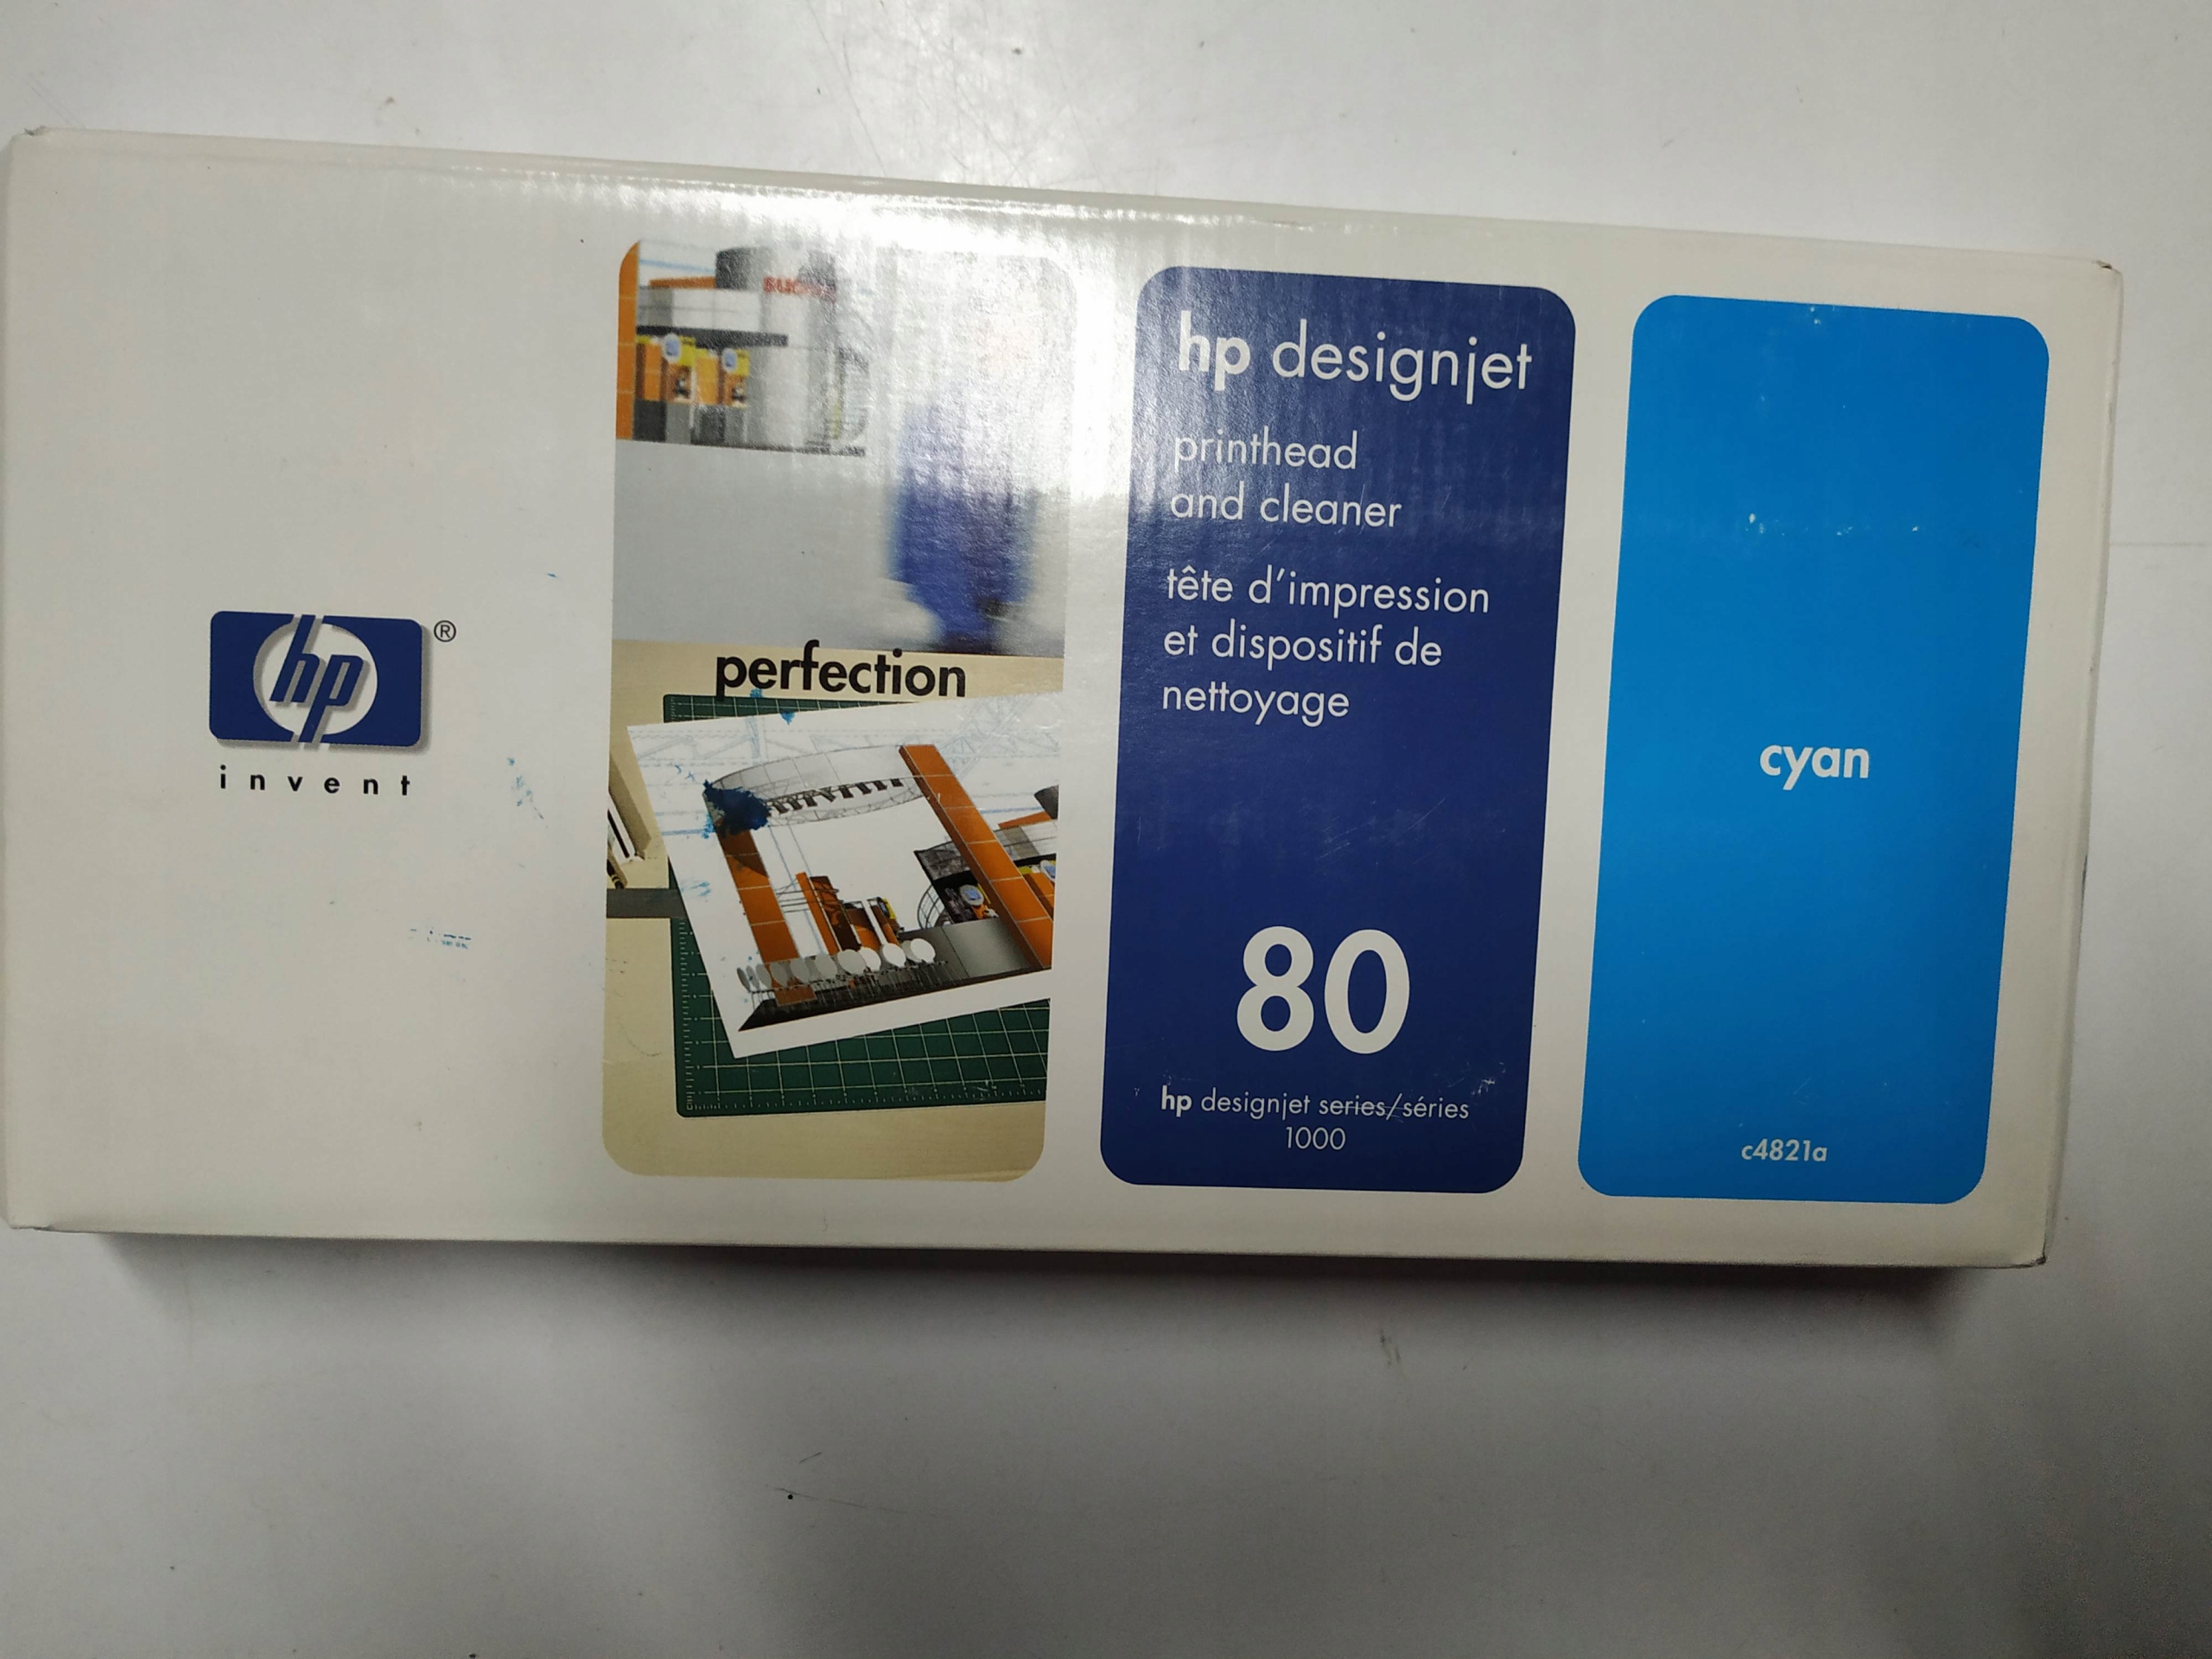 hp
®
invent
perfection
hp designjet
printhead
and cleaner
tête d'impression
et dispositif de
nettoyage
80
hp designjet series/séries
1000
cyan
c4821a